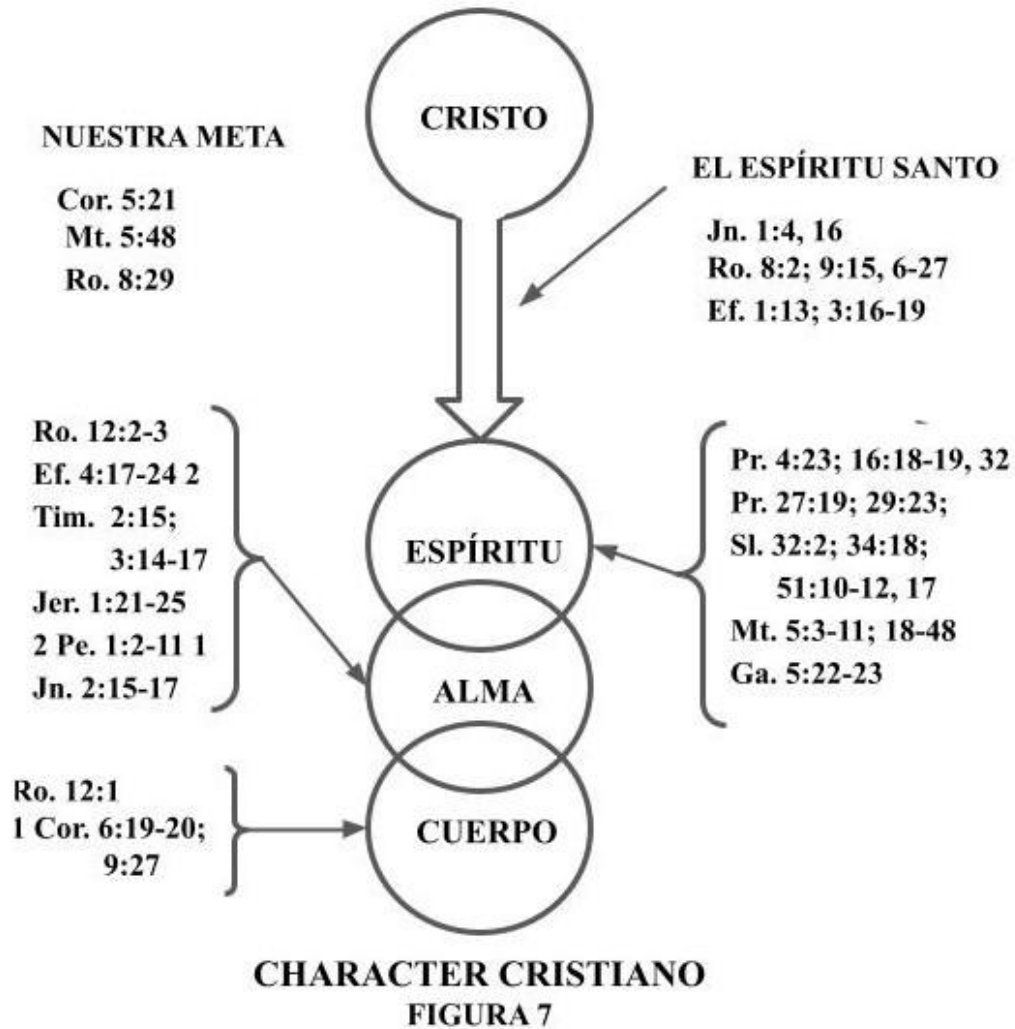 CRISTO
NUESTRA META
Cor. 5:21
Mt. 5:48
Ro. 8:29
EL ESPÍRITU SANTO
Jn. 1:4, 16
Ro. 8:2; 9:15, 6-27
Ef. 1:13; 3:16-19
Ro. 12:2-3
Ef. 4:17-24 2
Tim. 2:15;
3:14-17
Jer. 1:21-25
2 Pe. 1:2-11 1
Jn. 2:15-17
ESPÍRITU
Pr. 4:23; 16:18-19, 32
Pr. 27:19; 29:23;
Sl. 32:2; 34:18;
51:10-12, 17
Mt. 5:3-11; 18-48
Ga. 5:22-23
ALMA
Ro. 12:1
1 Cor. 6:19-20;
9:27
CUERPO
CHARACTER CRISTIANO
FIGURA 7